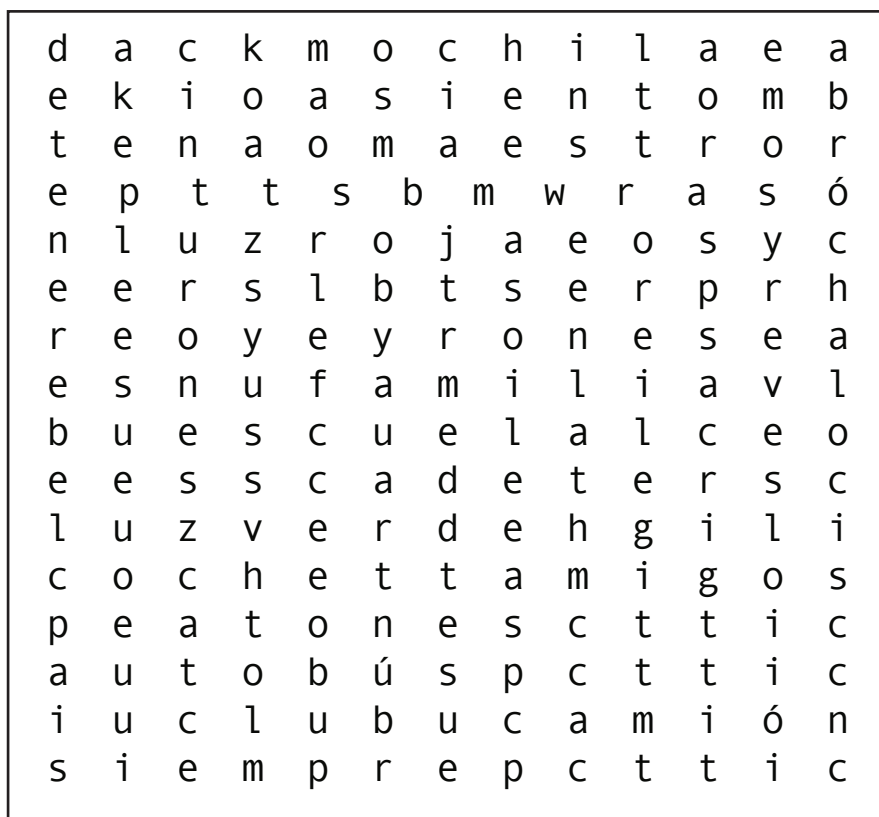 d a c k m o c h i l a e a
e k i o a s i e n t o m b
t e n a o m a e s t r o r
e p t t s b m w r a s ó
n l u z r o j a e o s y c
e e r s l b t s e r p r h
r e o y e y r o n e s e a
e s n u f a m i l i a v l
b u e s c u e l a l c e o
e e s s c a d e t e r s c
l u z v e r d e h g i l i
c o c h e t t a m i g o s
p e a t o n e s c t t i c
a u t o b ú s p c t t i c
i u c l u b u c a m i ó n
s i e m p r e p c t t i c